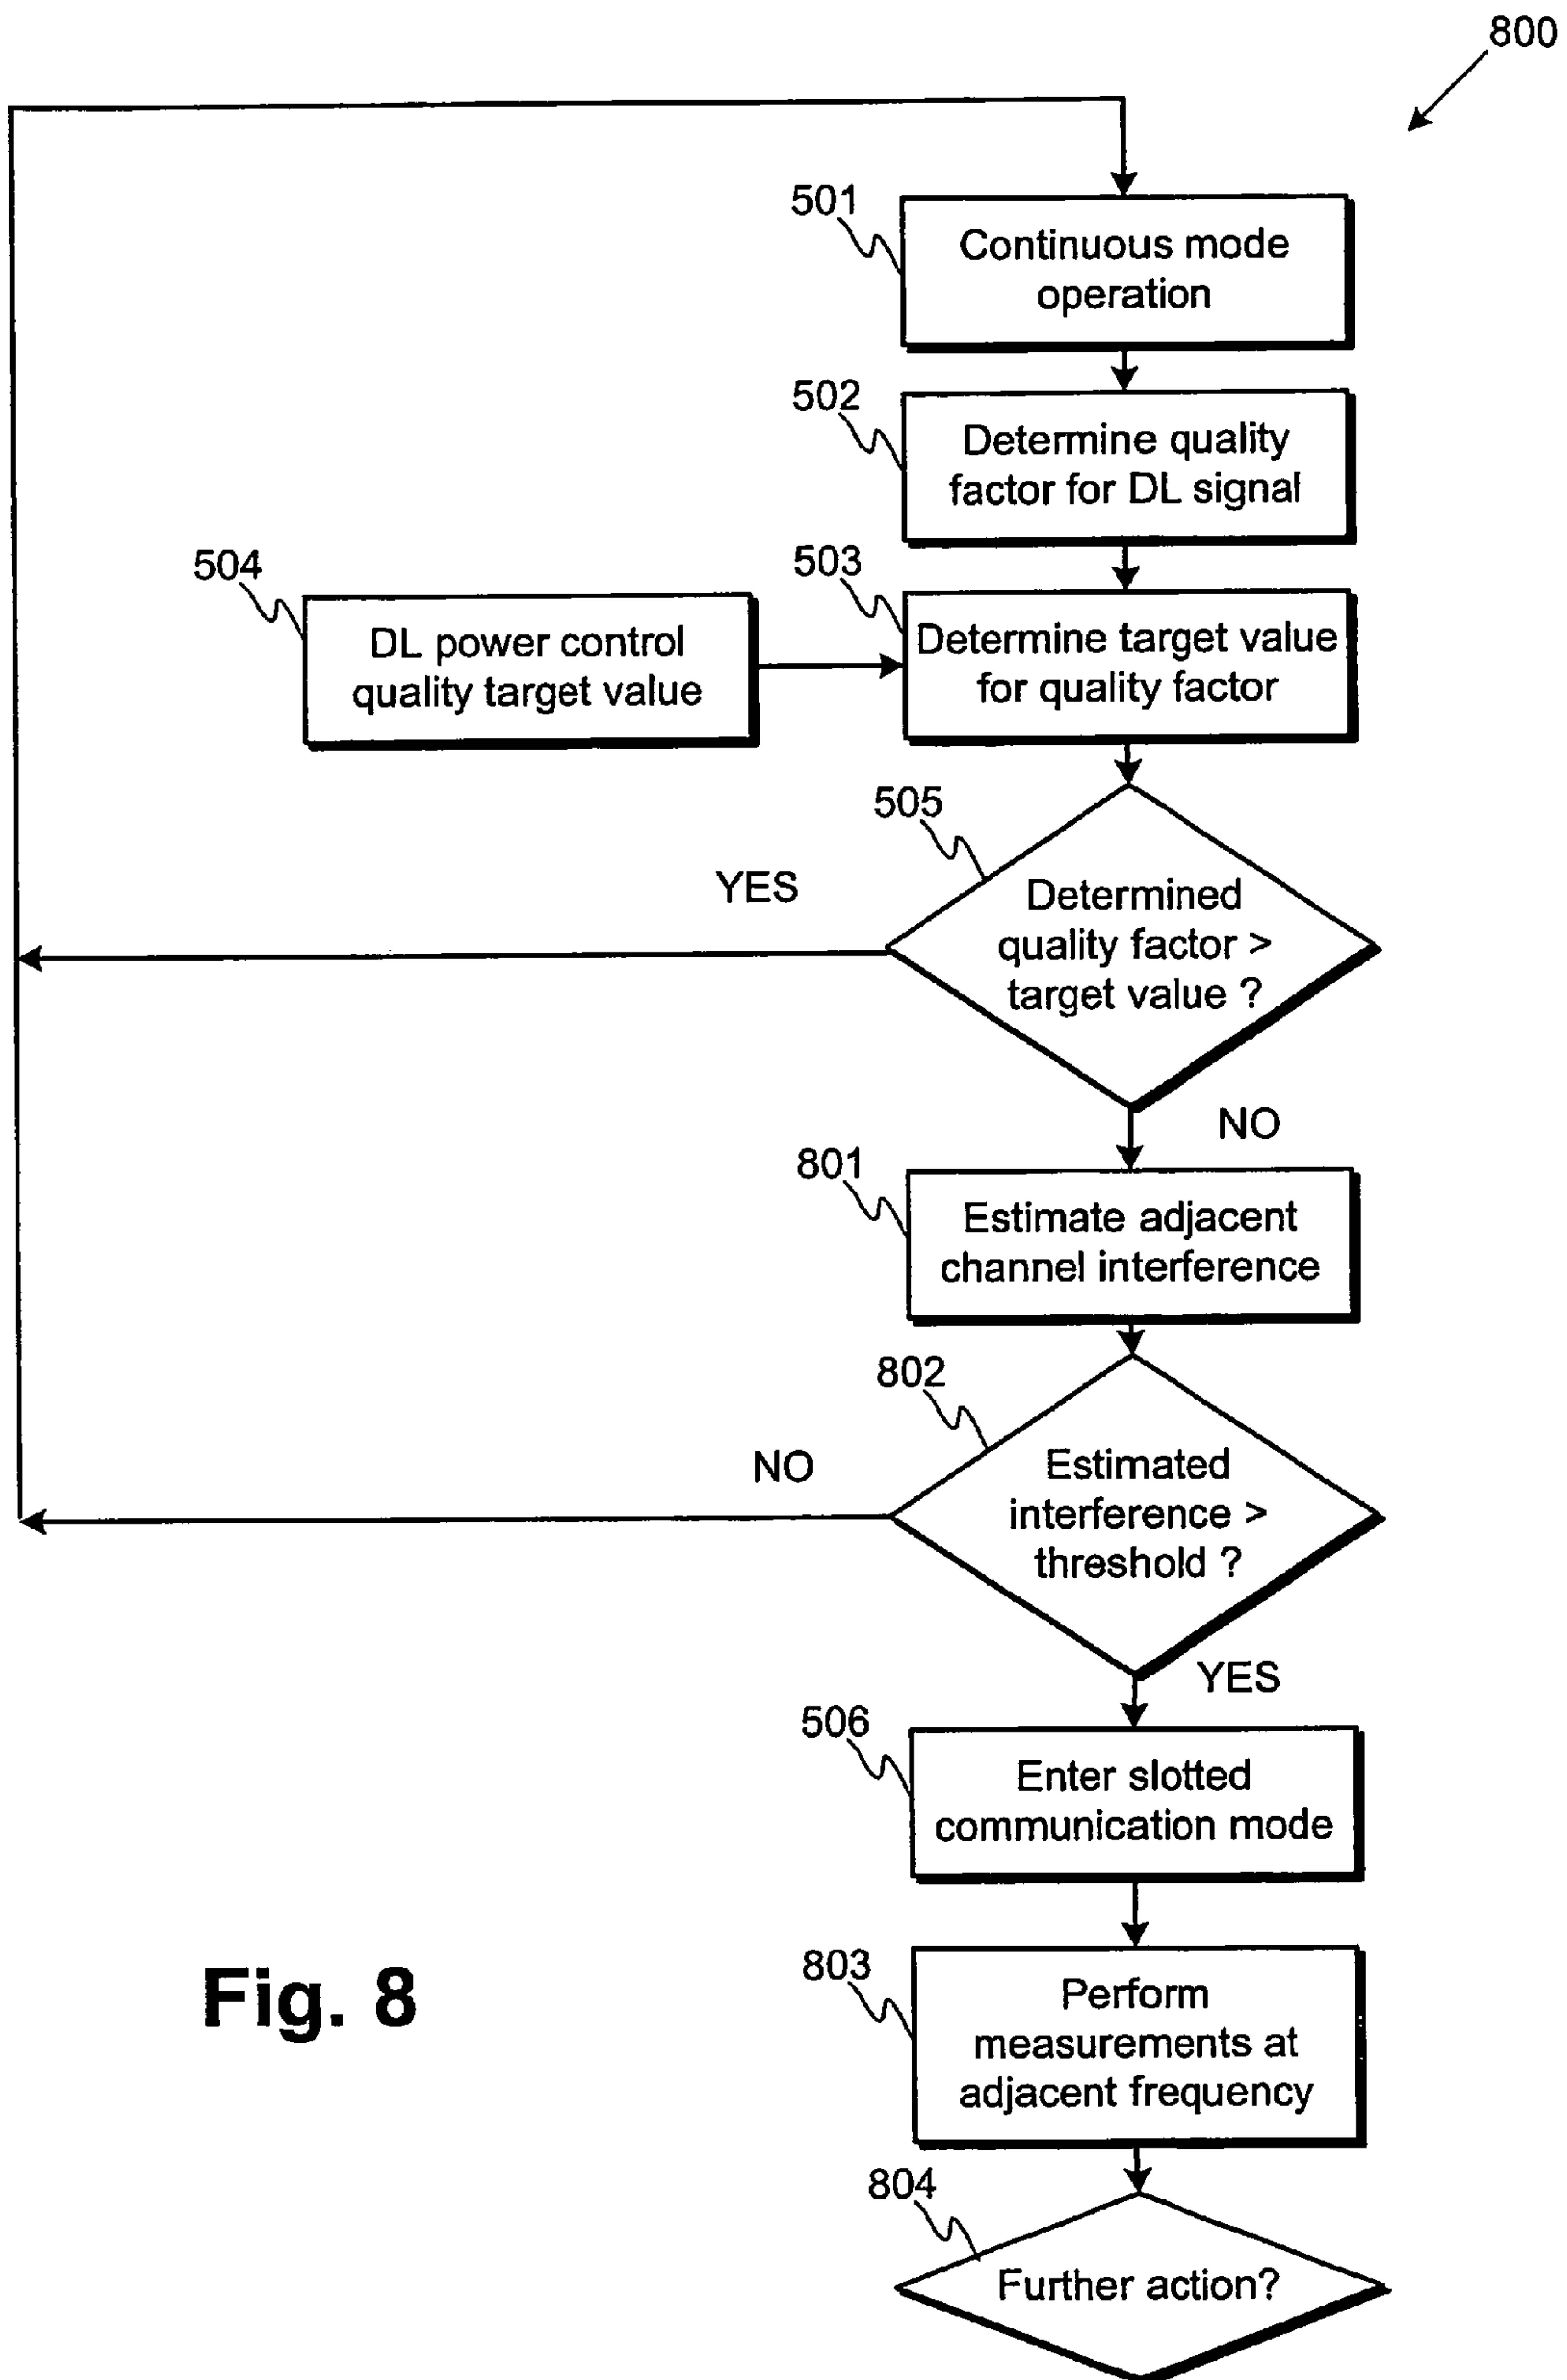 800
501
Continuous mode
operation
502
Determine quality
factor for DL signal
504
DL power control
quality target value
503
Determine target value
for quality factor
505
YES
Determined
quality factor >
target value ?
NO
801
Estimate adjacent
channel interference
802
NO
Estimated
interference >
threshold ?
YES
506
Enter slotted
communication mode
803
Perform
measurements at
adjacent frequency
804
Further action?
Fig. 8